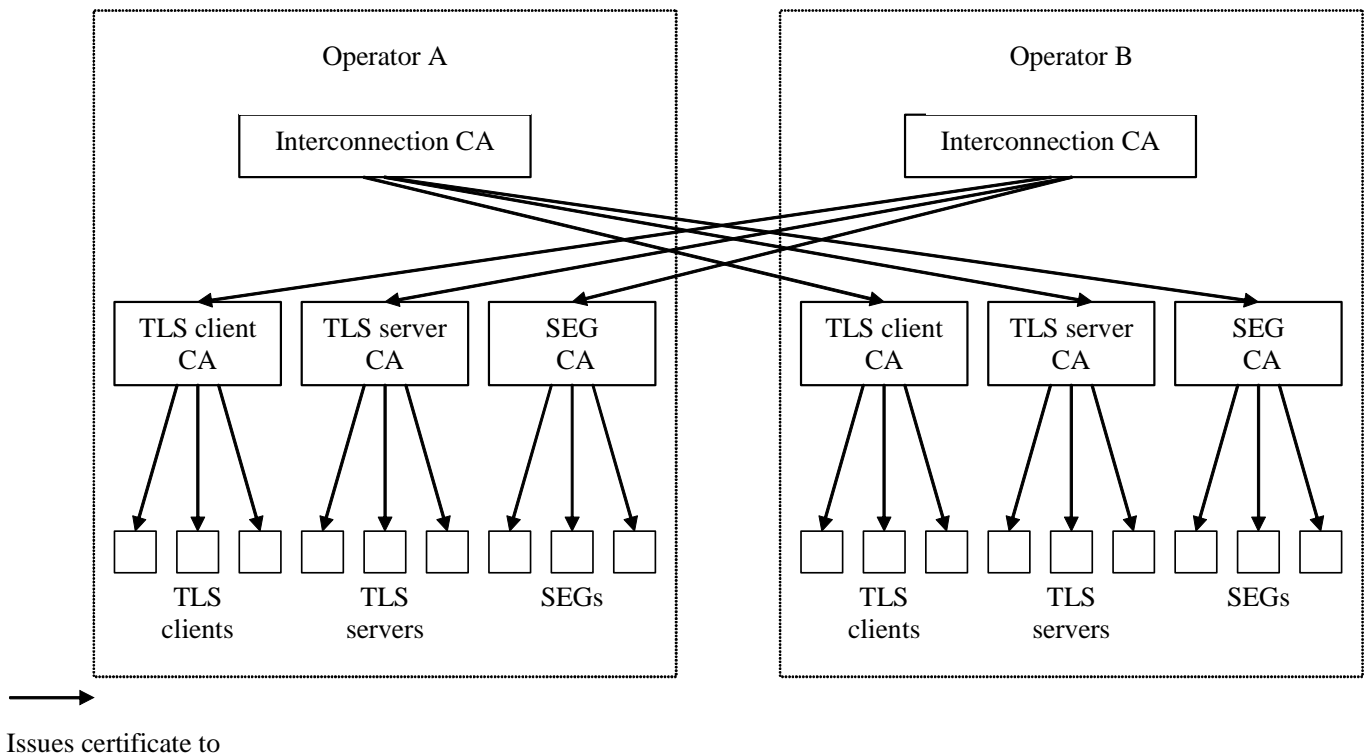 Operator A
Operator B
Interconnection CA
Interconnection CA
TLS client
CA
TLS server
CA
SEG
CA
TLS client
CA
TLS server
CA
SEG
CA
TLS
clients
TLS
servers
SEGs
TLS
clients
TLS
servers
SEGs
Issues certificate to